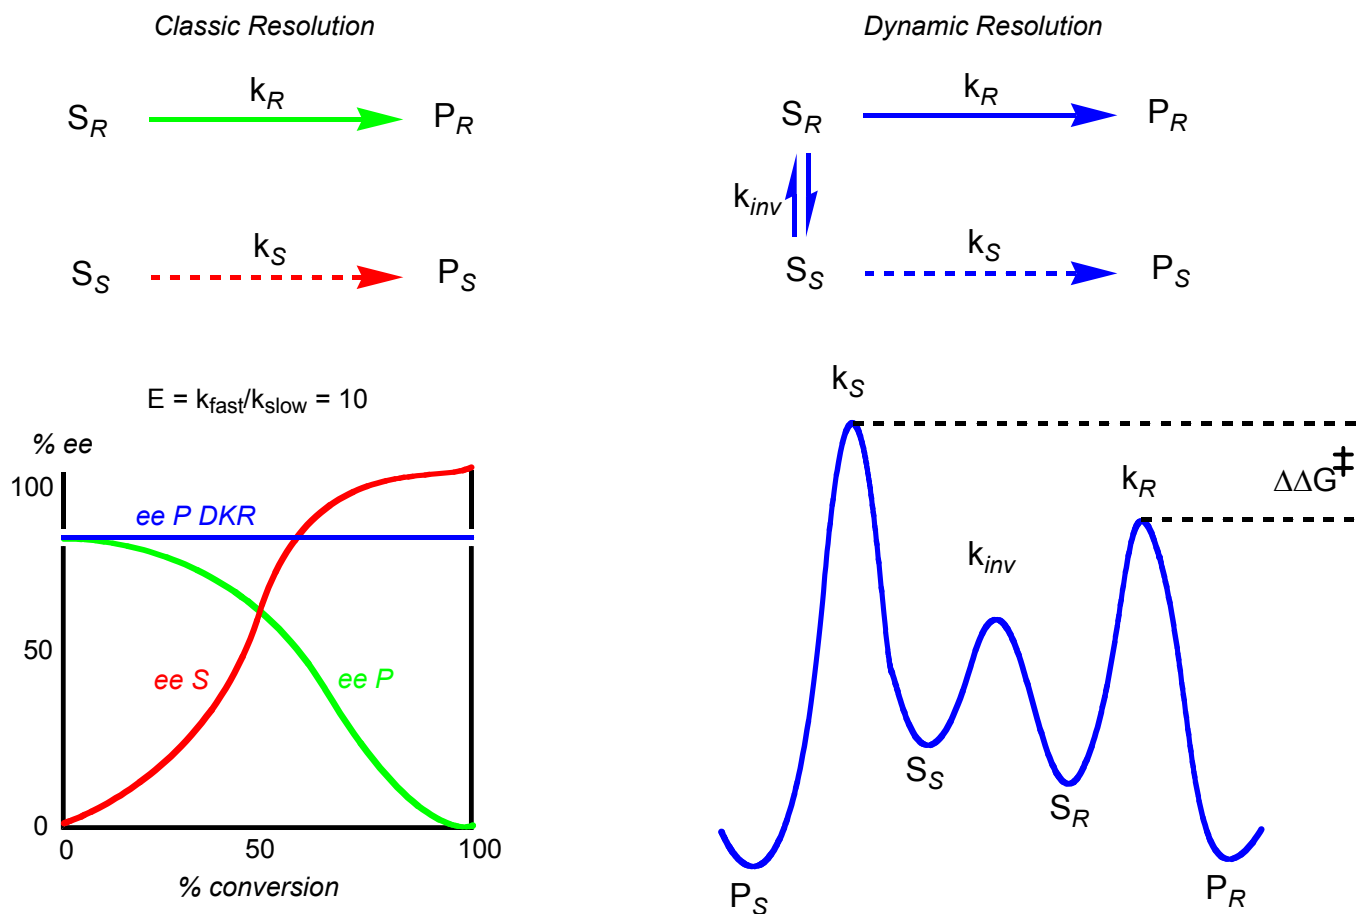 Classic Resolution
S_R k_R P_R
S_S k_S P_S
E = k_fast/k_slow = 10
% ee
100
50
0
ee P DKR
ee S
ee P
0 50 100
% conversion
Dynamic Resolution
S_R k_R P_R
k_inv
S_S k_S P_S
k_S
k_inv
k_R
ΔΔG‡
S_S
S_R
P_S
P_R